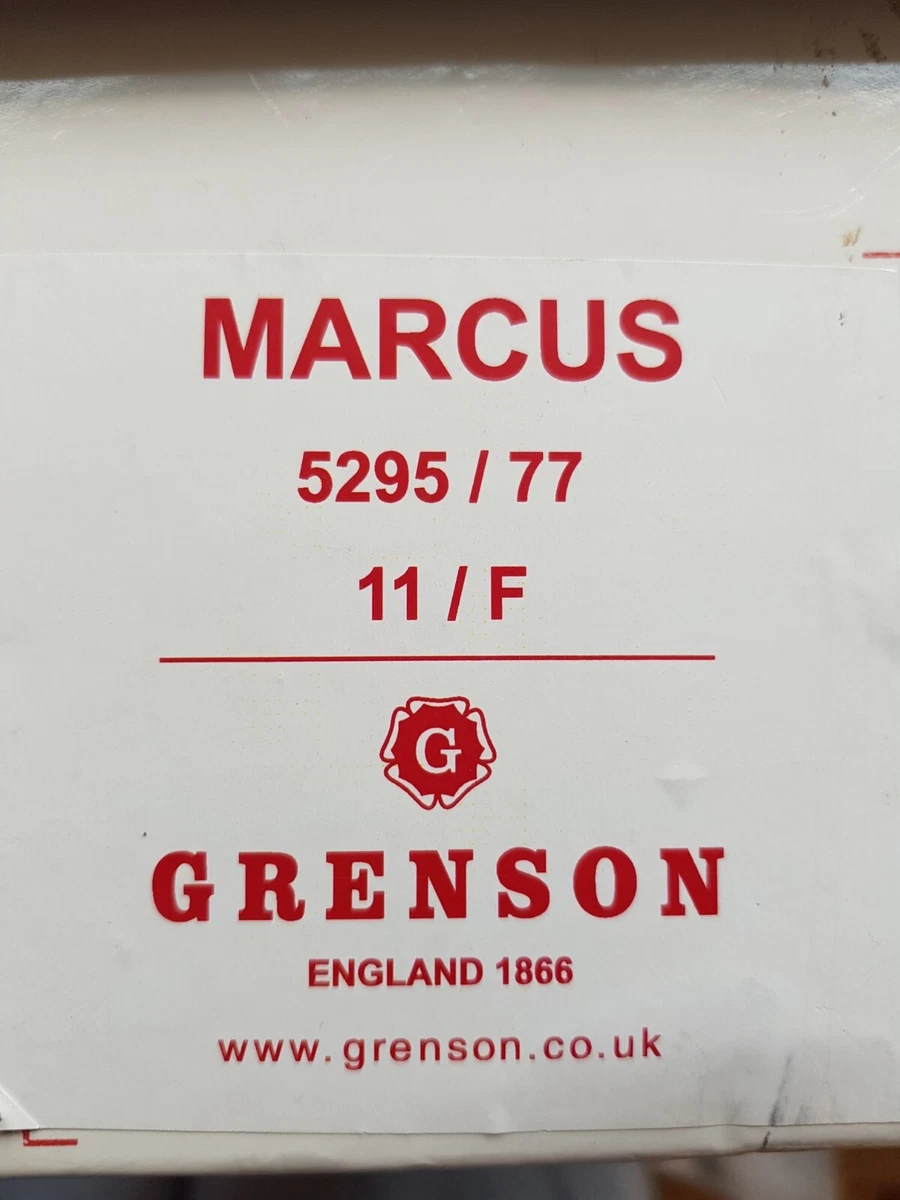 MARCUS
5295 / 77
11 / F
G
GRENSON
ENGLAND 1866
www.grenson.co.uk